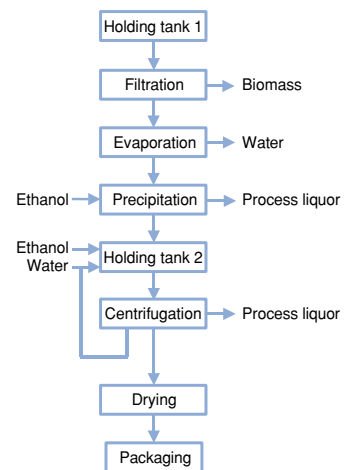 Holding tank 1
Filtration
Biomass
Evaporation
Water
Ethanol
Precipitation
Process liquor
Ethanol
Water
Holding tank 2
Centrifugation
Process liquor
Drying
Packaging